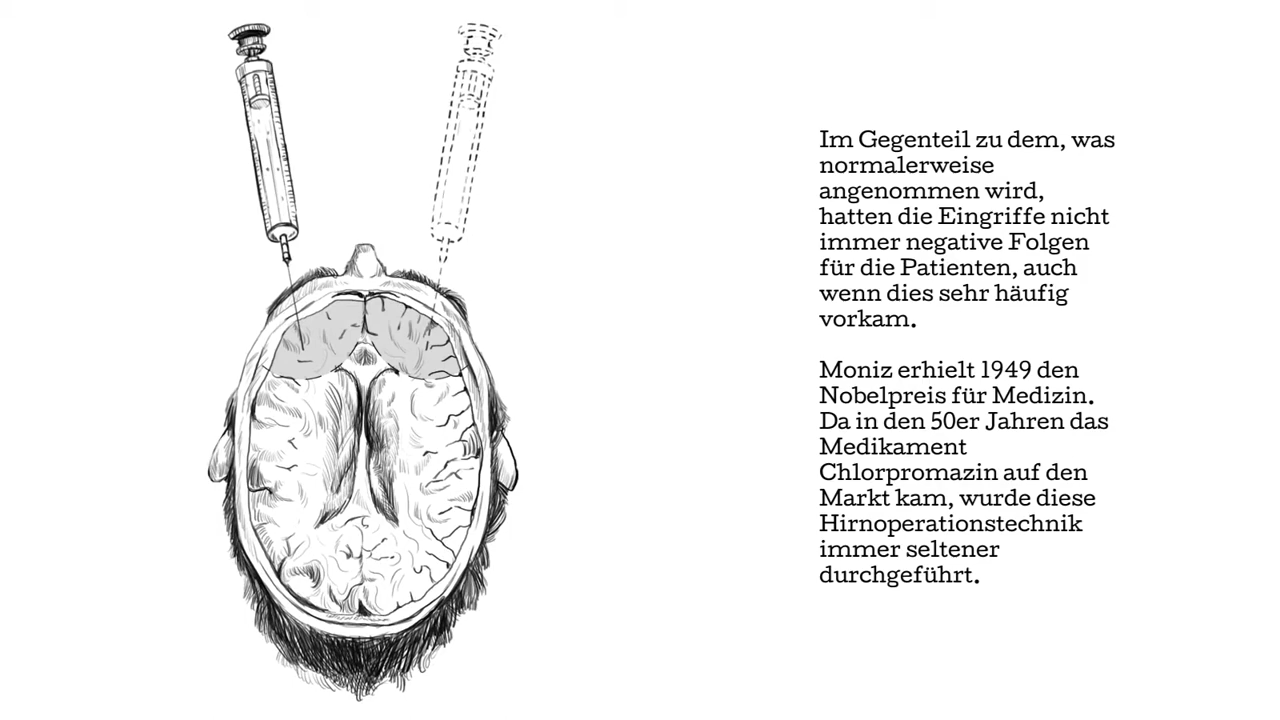 Im Gegenteil zu dem, was
normalerweise
angenommen wird,
hatten die Eingriffe nicht
immer negative Folgen
für die Patienten, auch
wenn dies sehr häufig
vorkam.
Moniz erhielt 1949 den
Nobelpreis für Medizin.
Da in den 50er Jahren das
Medikament
Chlorpromazin auf den
Markt kam, wurde diese
Hirnoperationstechnik
immer seltener
durchgeführt.